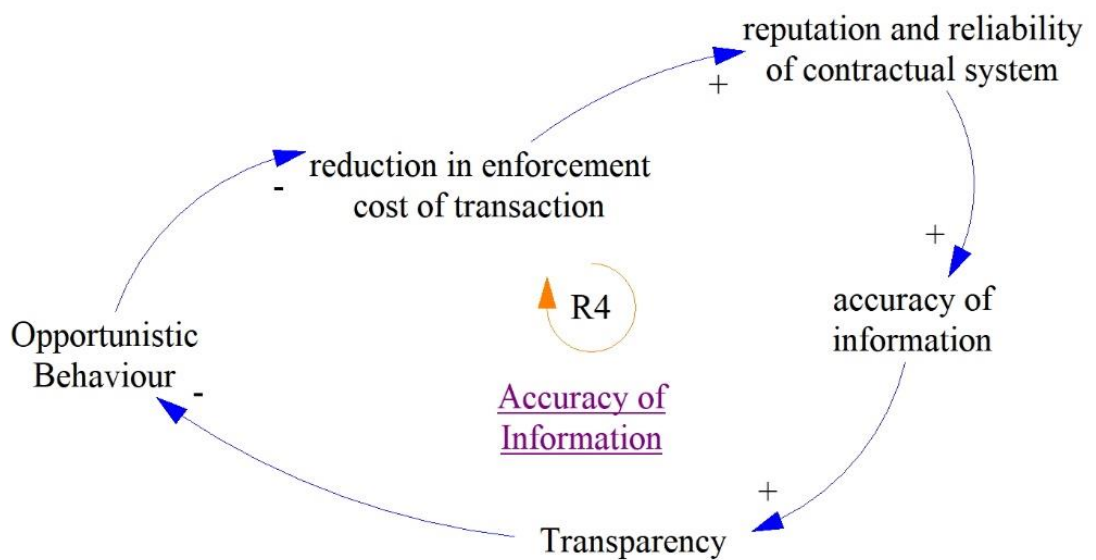 reputation and reliability
of contractual system
+
reduction in enforcement
cost of transaction
-
+
accuracy of
information
R4
Opportunistic
Behaviour
-
Accuracy of
Information
+
Transparency